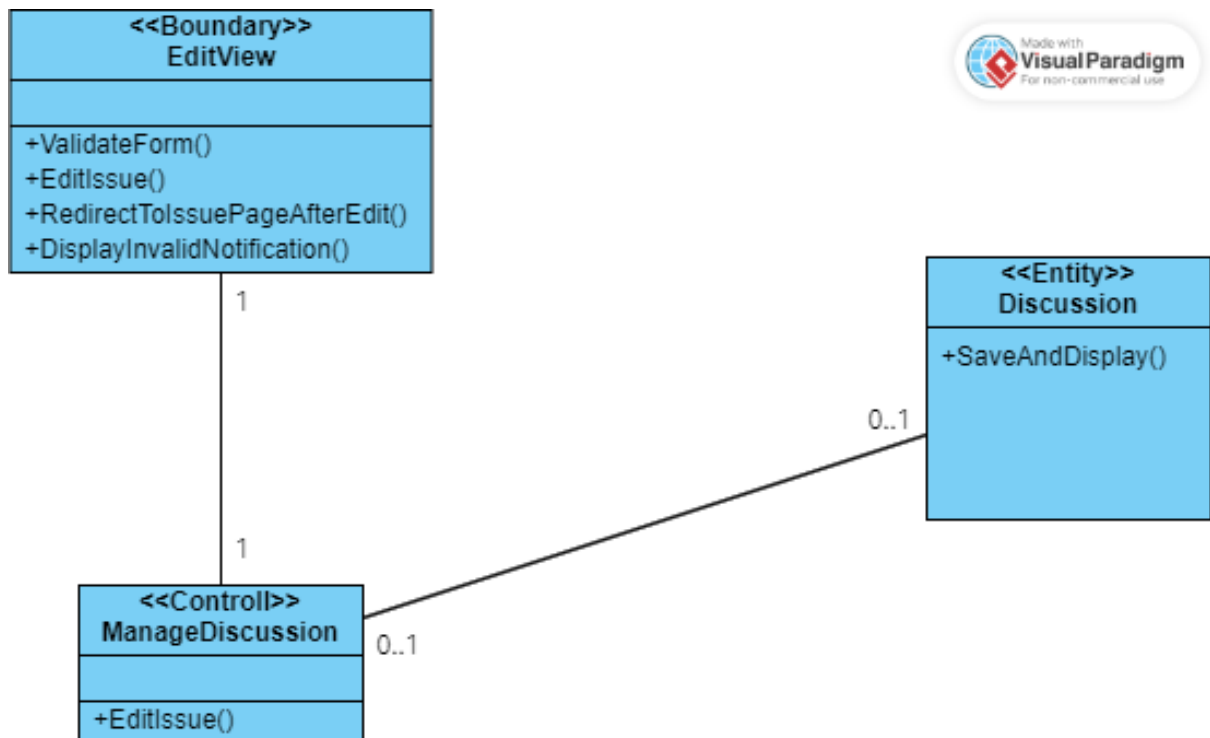 <<Boundary>>
EditView
+ValidateForm()
+EditIssue()
+RedirectToIssuePageAfterEdit()
+DisplayInvalidNotification()
1
1
<<Controll>>
ManageDiscussion
+EditIssue()
0..1
0..1
<<Entity>>
Discussion
+SaveAndDisplay()
Made with
Visual Paradigm
For non-commercial use